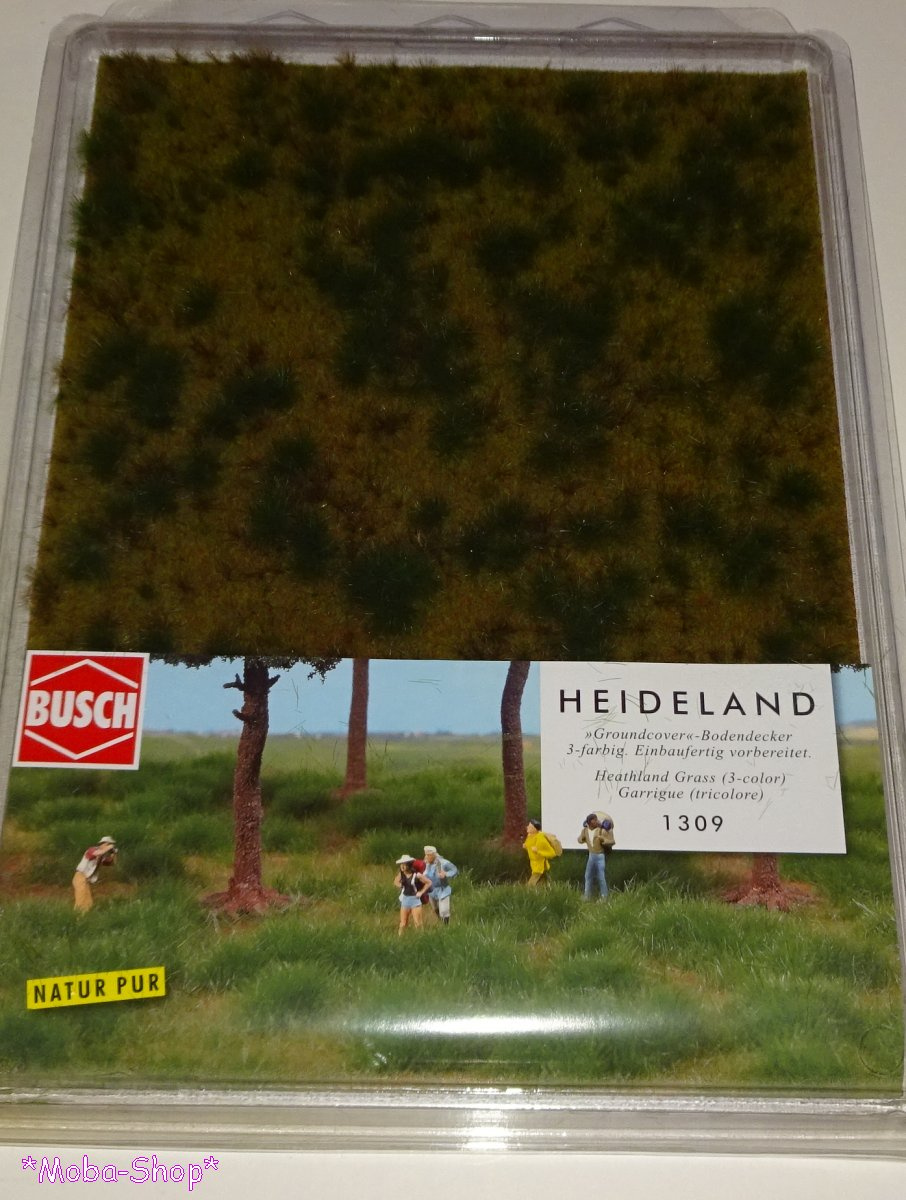 BUSCH
HEIDELAND
»Groundcover«-Bodendecker
3-farbig. Einbaufertig vorbereitet.
Heathland Grass (3-color)
Garrigue (tricolore)
1309
NATUR PUR
*Moba-Shop*